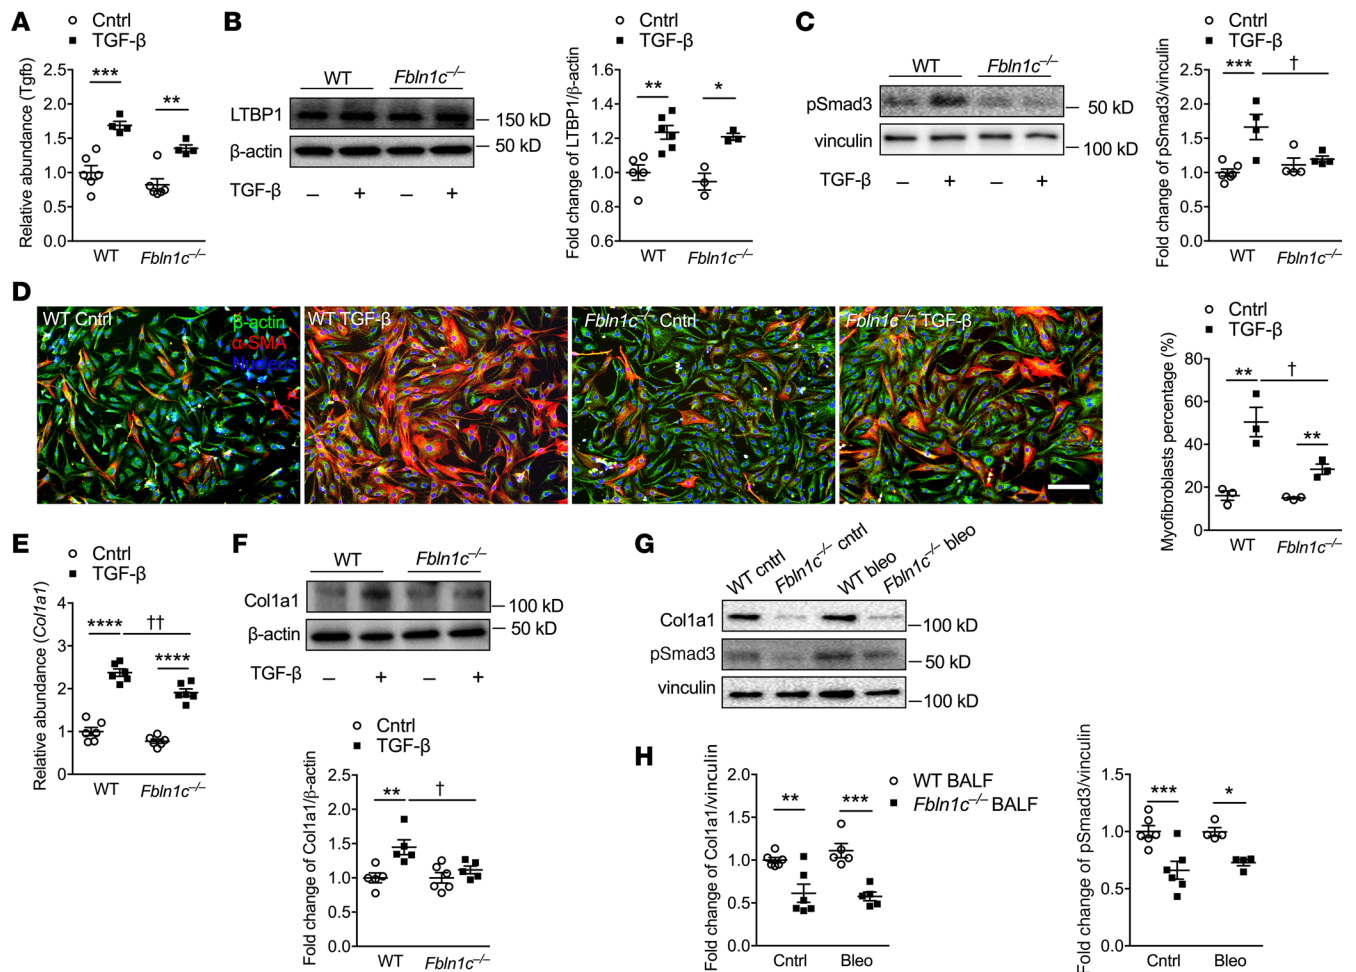 A
Cntrl
TGF-β
Relative abundance (Tgfb)
2.5
2.0
1.5
1.0
0.5
0.0
***
**
WT
Fbln1c–/–
B
WT
Fbln1c–/–
LTBP1
150 kD
β-actin
50 kD
TGF-β
– + – +
Cntrl
TGF-β
Fold change of LTBP1/β-actin
1.6
1.4
1.2
1.0
0.8
0.6
**
*
WT
Fbln1c–/–
C
WT
Fbln1c–/–
pSmad3
50 kD
vinculin
100 kD
TGF-β
– + – +
Cntrl
TGF-β
Fold change of pSmad3/vinculin
2.5
2.0
1.5
1.0
0.5
0.0
***
†
WT
Fbln1c–/–
D
WT Cntrl
β-actin
α-SMA
Nucleus
WT TGF-β
Fbln1c–/– Cntrl
Fbln1c–/– TGF-β
Cntrl
TGF-β
Myofibroblasts percentage (%)
80
60
40
20
0
**
†
**
WT
Fbln1c–/–
E
Cntrl
TGF-β
Relative abundance (Col1a1)
4
3
2
1
0
****
††
****
WT
Fbln1c–/–
F
WT
Fbln1c–/–
Col1a1
100 kD
β-actin
50 kD
TGF-β
– + – +
Cntrl
TGF-β
Fold change of Col1a1/β-actin
2.5
2.0
1.5
1.0
0.5
0.0
**
†
WT
Fbln1c–/–
G
WT cntrl
Fbln1c–/– cntrl
WT bleo
Fbln1c–/– bleo
Col1a1
100 kD
pSmad3
50 kD
vinculin
100 kD
H
Fold change of Col1a1/vinculin
2.0
1.5
1.0
0.5
0.0
**
***
Cntrl
Bleo
WT BALF
Fbln1c–/– BALF
Fold change of pSmad3/vinculin
1.5
1.0
0.5
0.0
***
*
Cntrl
Bleo